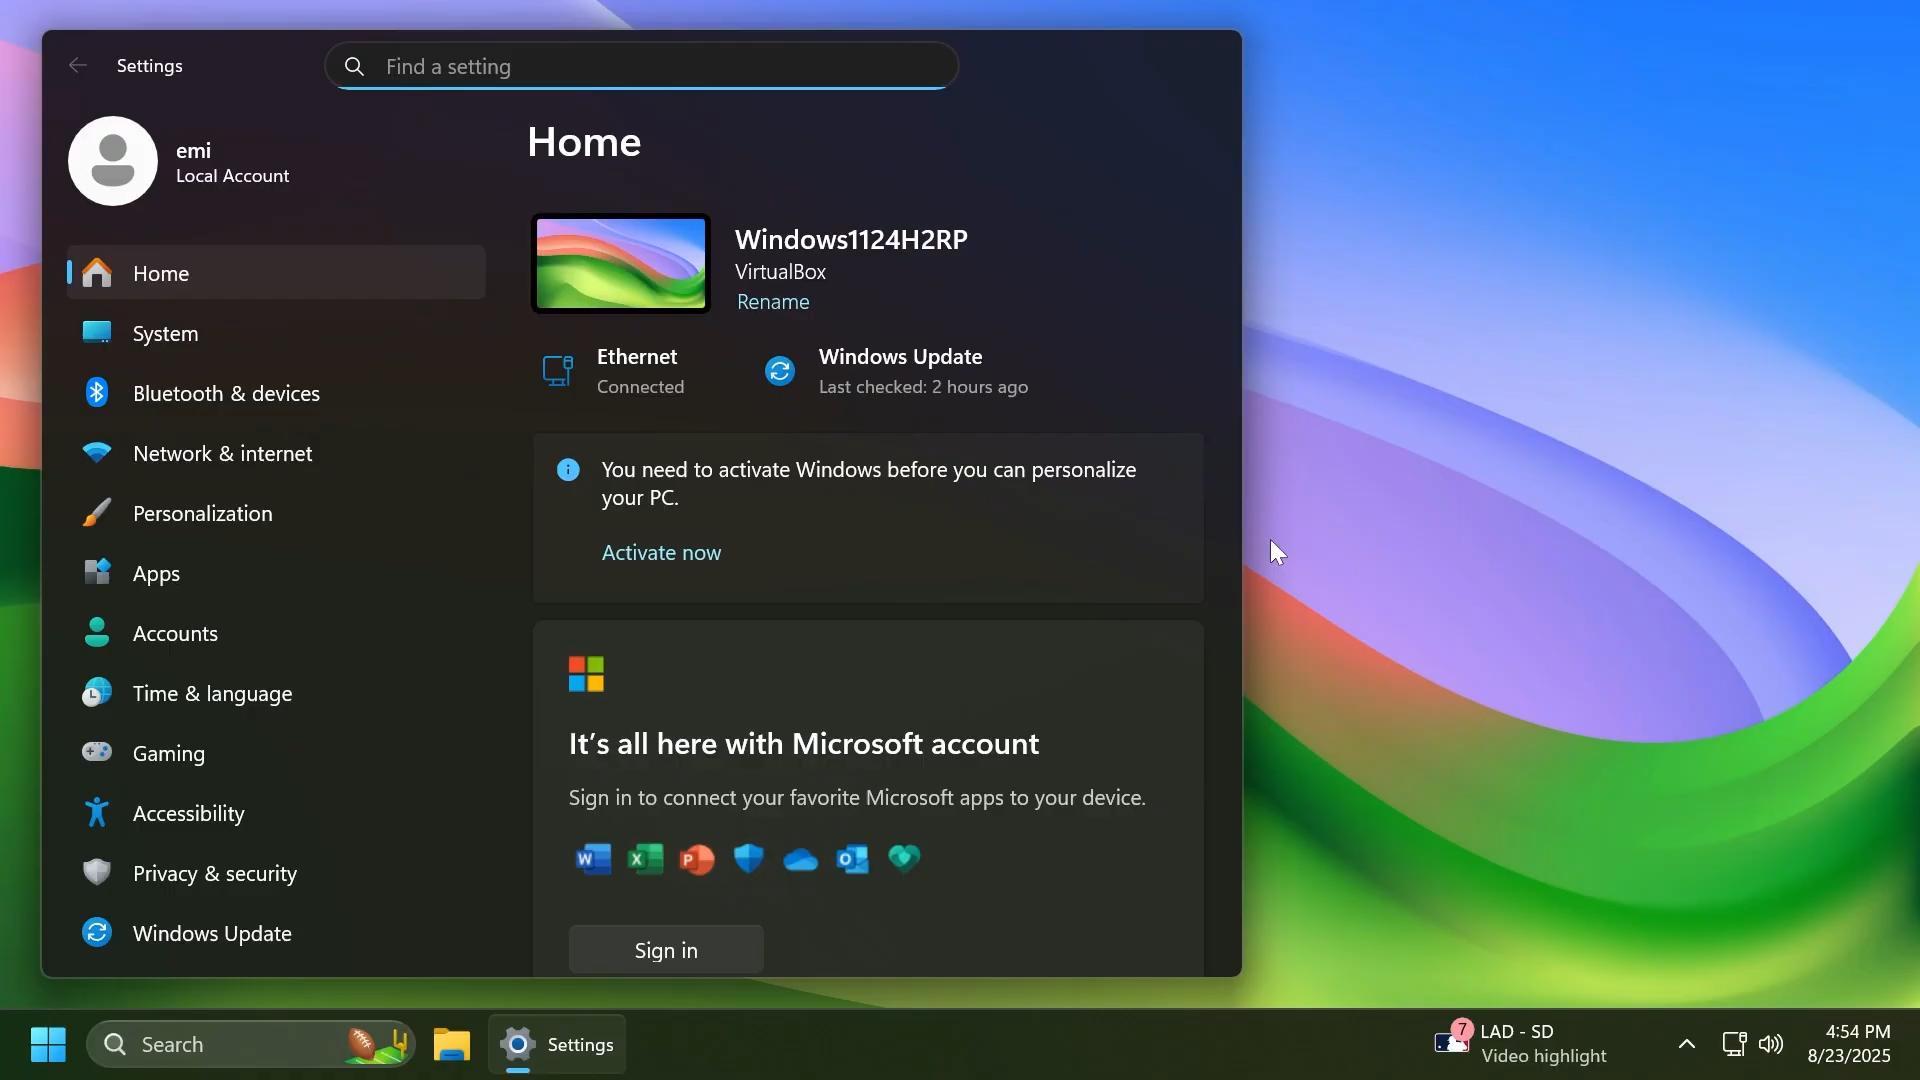 Settings
Find a setting
emi
Local Account
Home
System
Bluetooth & devices
Network & internet
Personalization
Apps
Accounts
Time & language
Gaming
Accessibility
Privacy & security
Windows Update
Home
Windows1124H2RP
VirtualBox
Rename
Ethernet
Connected
Windows Update
Last checked: 2 hours ago
You need to activate Windows before you can personalize
your PC.
Activate now
It's all here with Microsoft account
Sign in to connect your favorite Microsoft apps to your device.
W X P O
Sign in
Search
Settings
7
LAD - SD
Video highlight
4:54 PM
8/23/2025